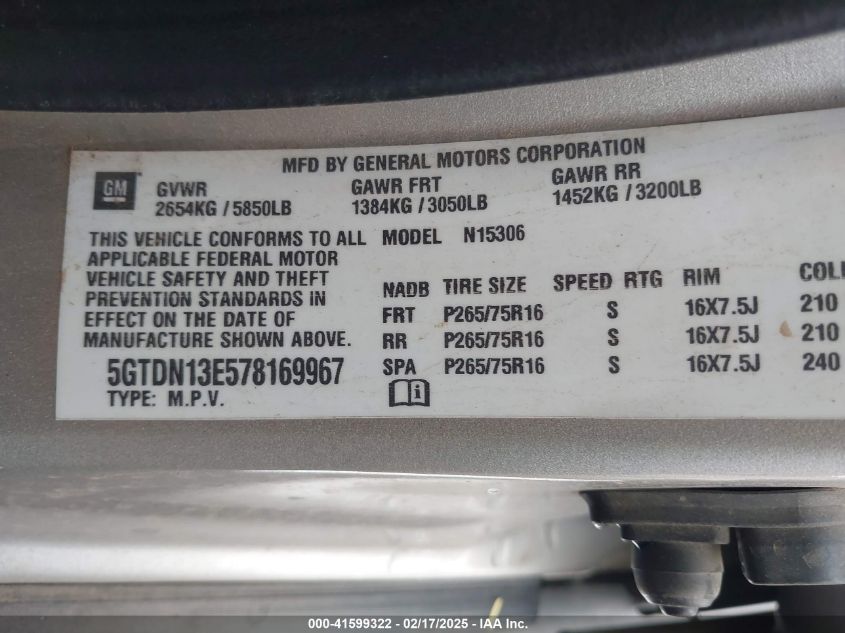 MFD BY GENERAL MOTORS CORPORATION
GM
GVWR GAWR FRT GAWR RR
2654KG / 5850LB 1384KG / 3050LB 1452KG / 3200LB
THIS VEHICLE CONFORMS TO ALL MODEL N15306
APPLICABLE FEDERAL MOTOR
VEHICLE SAFETY AND THEFT NADB TIRE SIZE SPEED RTG RIM COL
PREVENTION STANDARDS IN FRT P265/75R16 S 16X7.5J 210
EFFECT ON THE DATE OF
MANUFACTURE SHOWN ABOVE. RR P265/75R16 S 16X7.5J 210
5GTDN13E578169967 SPA P265/75R16 S 16X7.5J 240
TYPE: M.P.V.
000-41599322 - 02/17/2025 - IAA Inc.